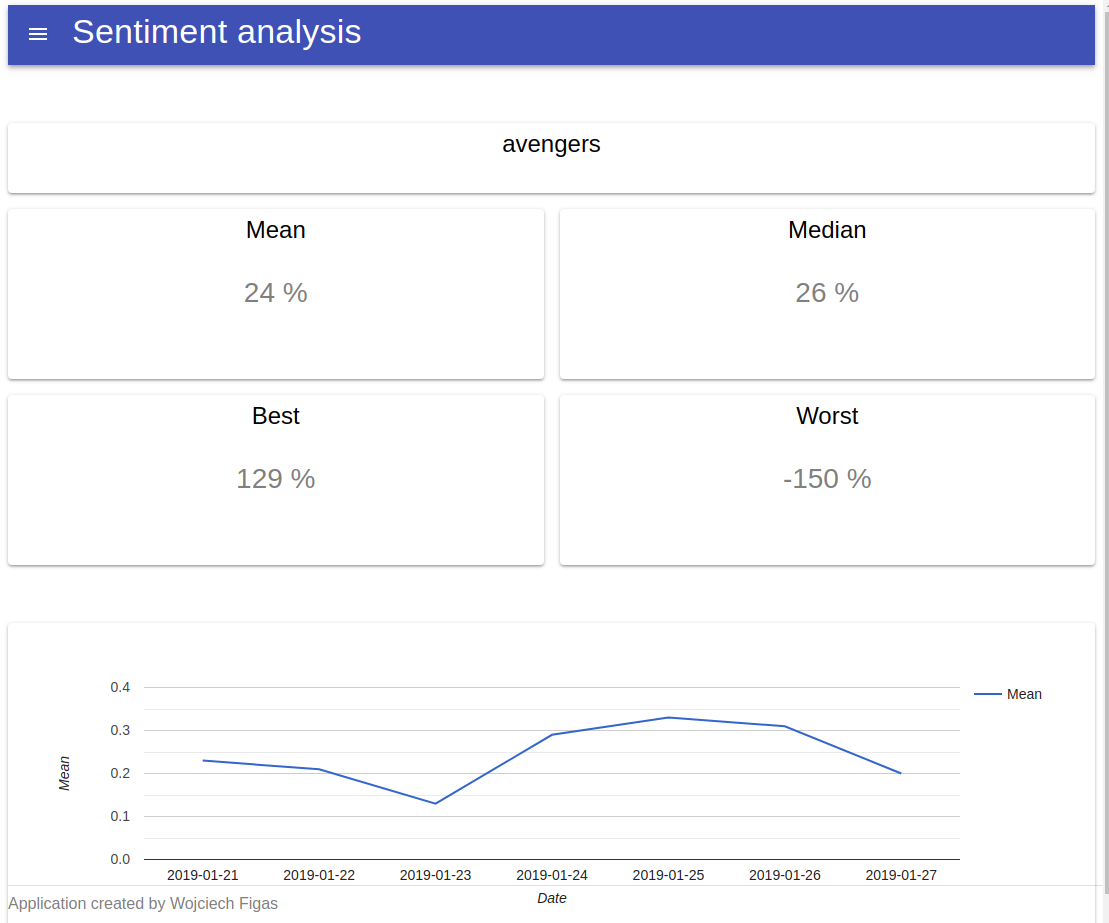 Sentiment analysis
avengers
Mean
24 %
Median
26 %
Best
129 %
Worst
-150 %
0.4
0.3
0.2
0.1
0.0
Mean
Mean
2019-01-21 2019-01-22 2019-01-23 2019-01-24 2019-01-25 2019-01-26 2019-01-27
Date
Application created by Wojciech Figas